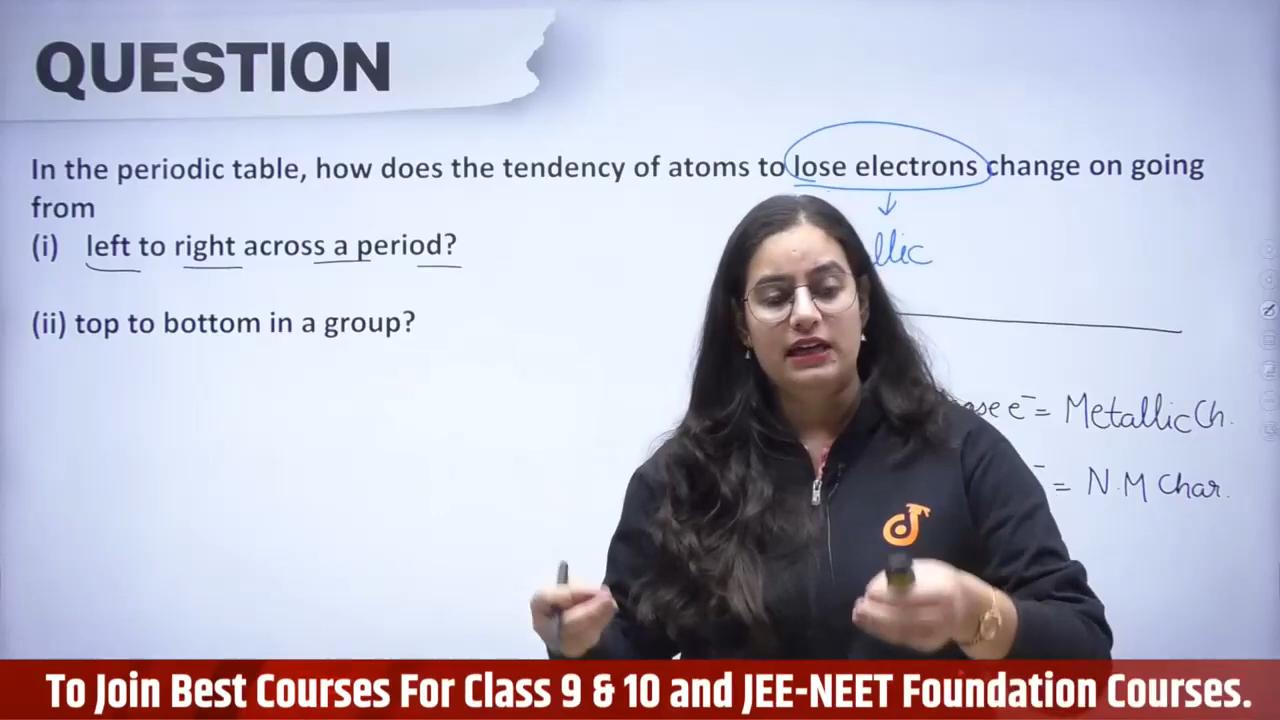 QUESTION
In the periodic table, how does the tendency of atoms to lose electrons change on going
from
(i) left to right across a period?
llic
(ii) top to bottom in a group?
e⁻ = Metallic Ch.
⁻ = N.M Char.
To Join Best Courses For Class 9 & 10 and JEE-NEET Foundation Courses.